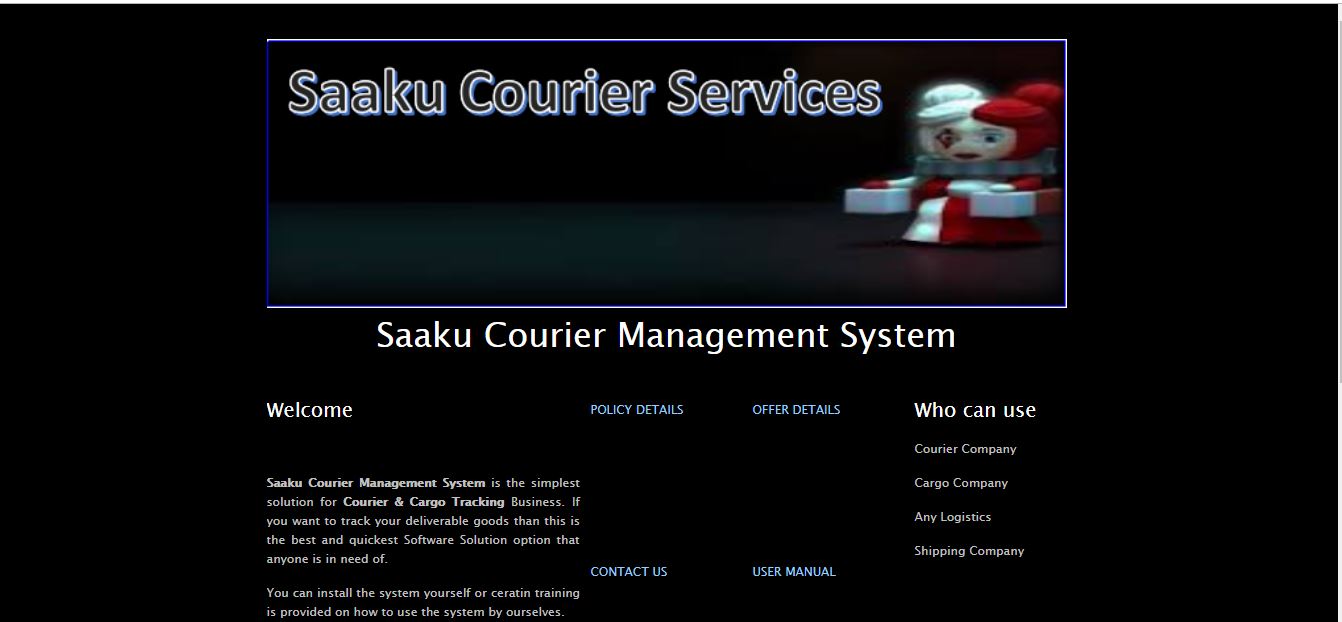 Saaku Courier Services
Saaku Courier Management System
Welcome
Saaku Courier Management System is the simplest
solution for Courier & Cargo Tracking Business. If
you want to track your deliverable goods than this is
the best and quickest Software Solution option that
anyone is in need of.
You can install the system yourself or ceratin training
is provided on how to use the system by ourselves.
POLICY DETAILS
OFFER DETAILS
CONTACT US
USER MANUAL
Who can use
Courier Company
Cargo Company
Any Logistics
Shipping Company